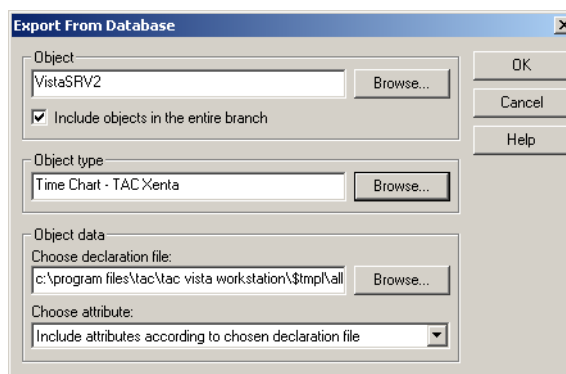 Export From Database
Object
VistaSRV2
Browse...
Include objects in the entire branch
OK
Cancel
Help
Object type
Time Chart - TAC Xenta
Browse...
Object data
Choose declaration file:
c:\program files\tac\tac vista workstation\$tmpl\all
Browse...
Choose attribute:
Include attributes according to chosen declaration file